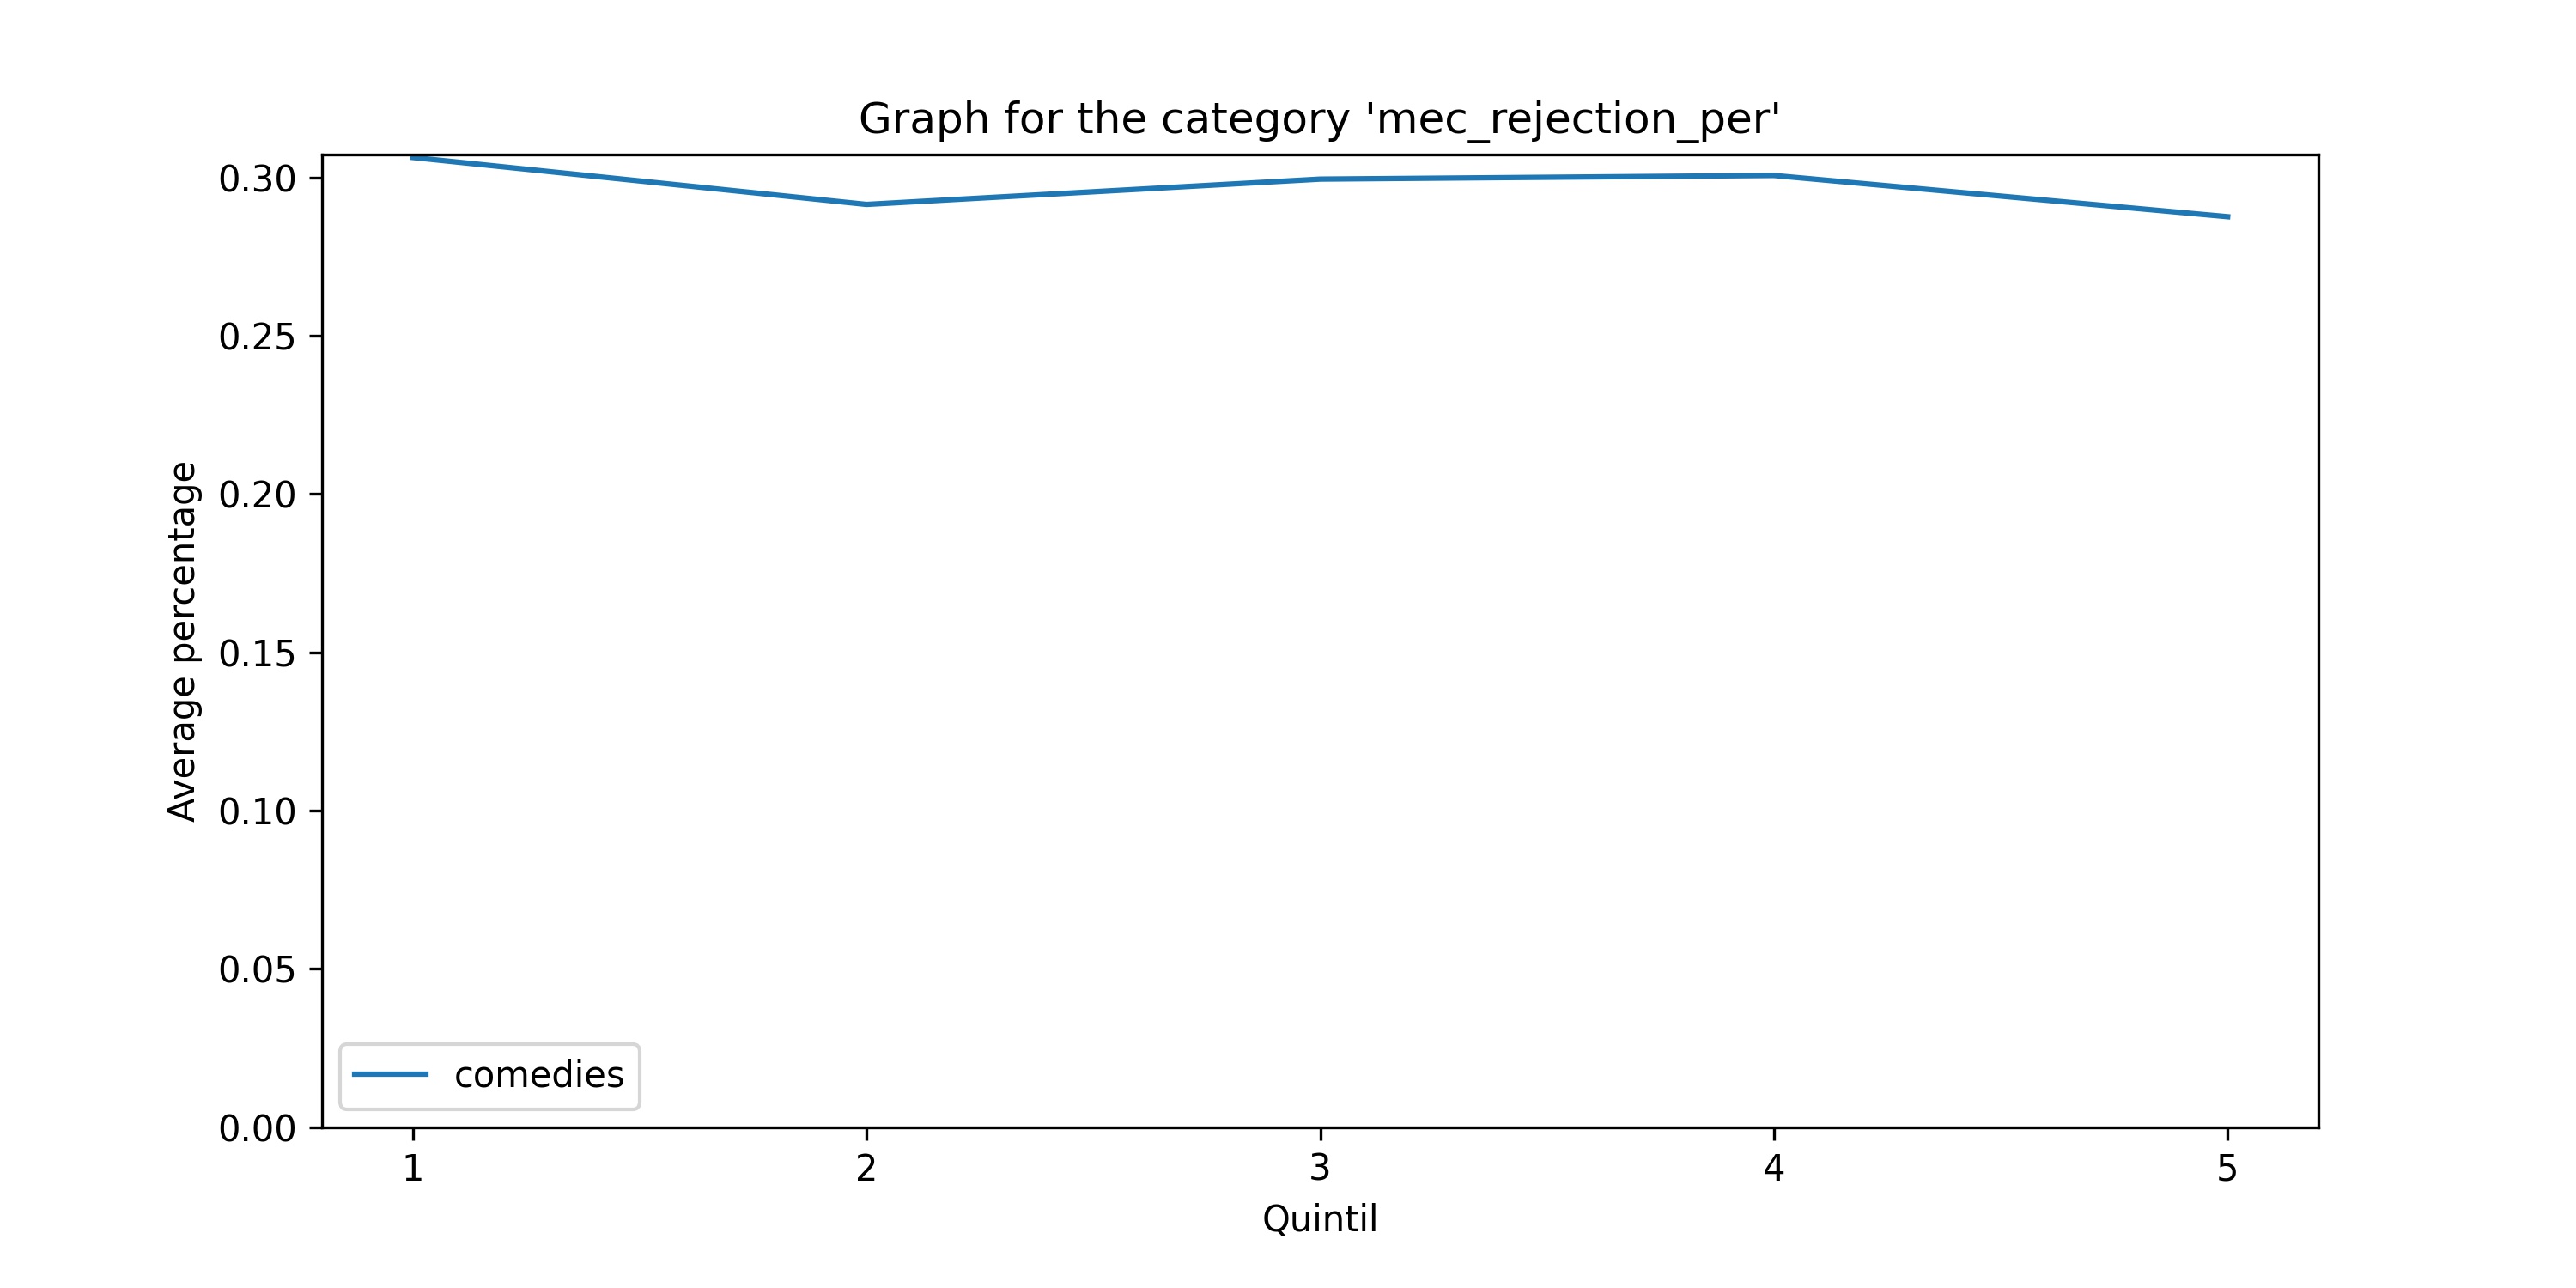 Graph for the category 'mec_rejection_per'
0.30
0.25
0.20
0.15
0.10
0.05
0.00
Average percentage
comedies
1 2 3 4 5
Quintil